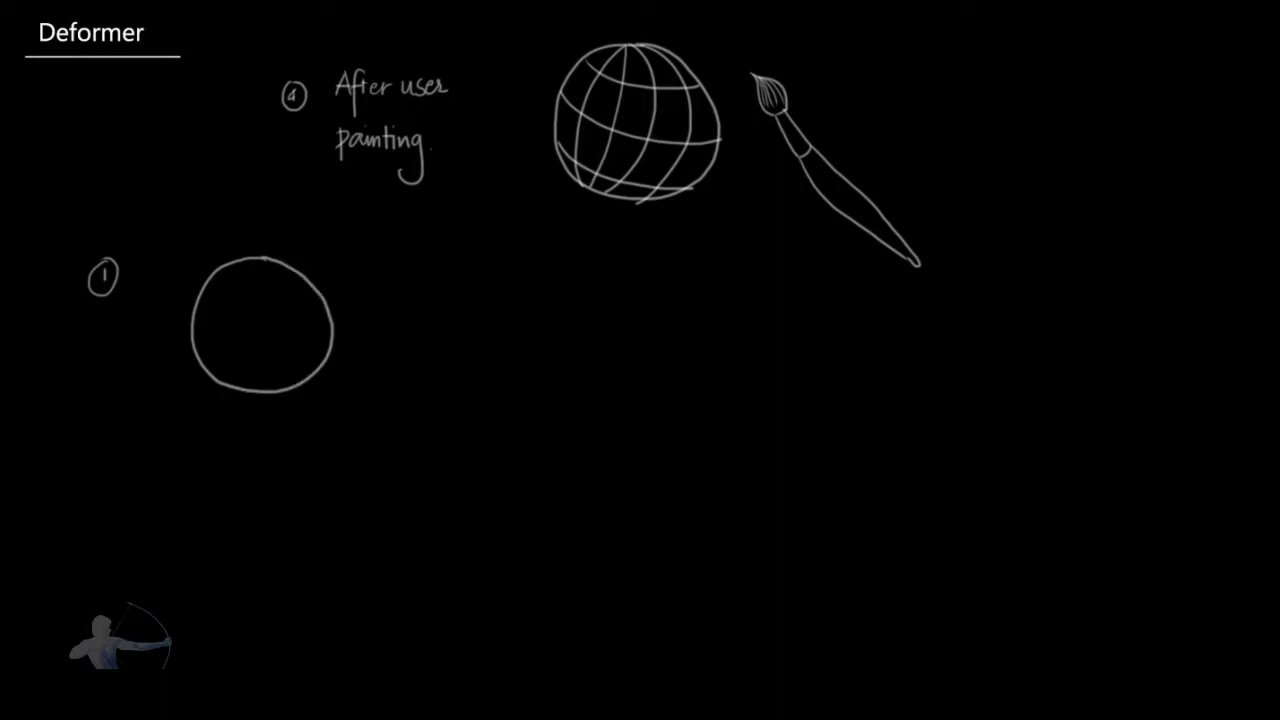 Deformer
④ After user
painting.
①